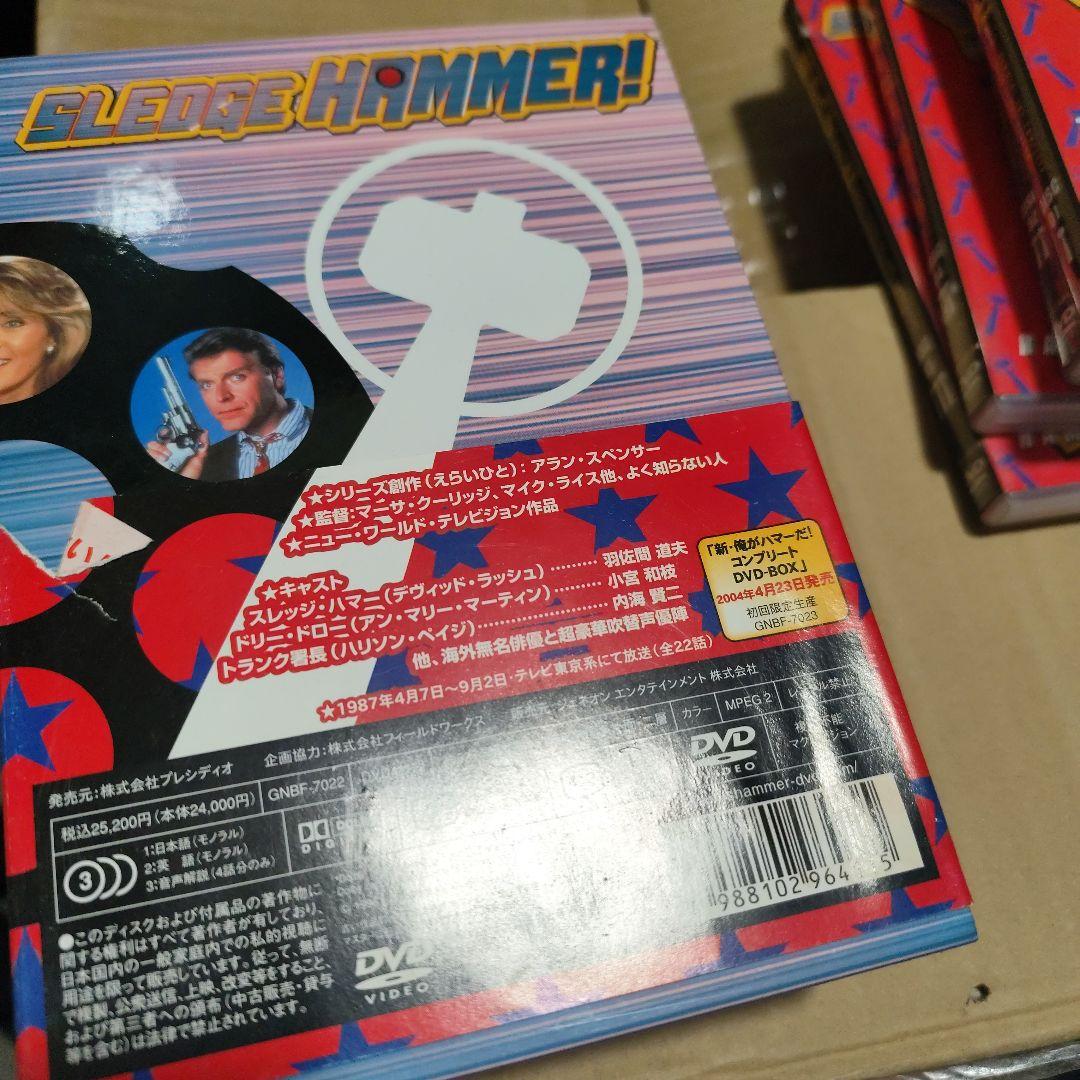 SLEDGE HAMMER!
★シリーズ創作(えらいひと):アラン・スペンサー
★監督:マーサ・クーリッジ、マイク・ライス他、よく知らない人
★ニュー・ワールド・テレビジョン作品
★キャスト
スレッジ・ハマー(デヴィッド・ラッシュ)………羽佐間 道夫
ドリー・ドロー(アン・マリー・マーティン)………小宮 和枝
トランク署長(ハリソン・ペイジ)………内海 賢二
他、海外無名俳優と超豪華吹替声優陣
★1987年4月7日～9月2日・テレビ東京系にて放送(全22話)
「新・俺がハマーだ!
コンプリート
DVD-BOX」
2004年4月23日発売
初回限定生産
GNBF-7023
発売元:株式会社プレシディオ
企画協力:株式会社フィールドワークス
エンタテインメント株式会社
税込25,200円(本体24,000円)
GNBF-7022
カラー
MPEG 2
1:日本語(モノラル)
2:英 語(モノラル)
3:音声解説(4話分のみ)
3
DVD
VIDEO
●このディスクおよび付属品の著作物に
関する権利はすべて著作者が有しており、
日本国内の一般家庭内での私的視聴に
用途を限って販売しています。従って、無断
で複製、公衆送信、上映、改変等をすること
および第三者への頒布(中古販売・貸与
等を含む)は法律で禁止されています。
DVD
VIDEO
988102 964